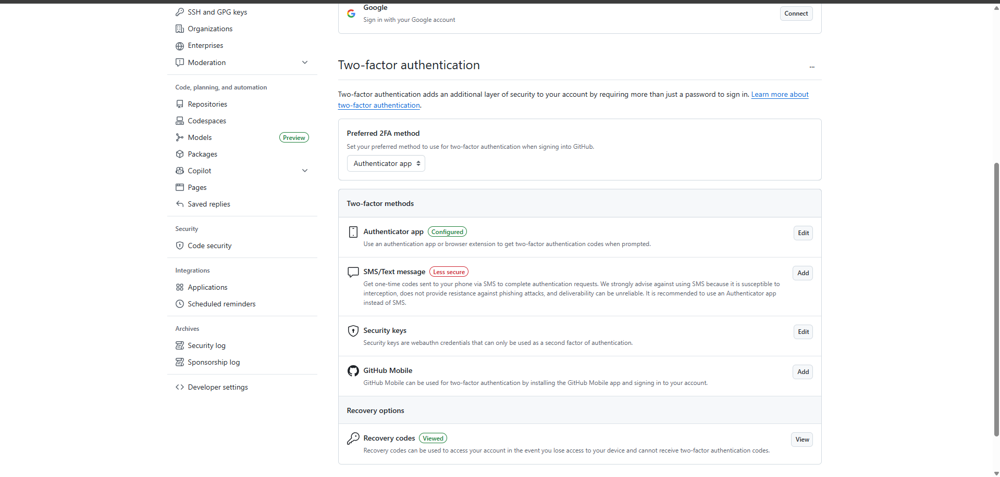 SSH and GPG keys
Organizations
Enterprises
Moderation
Code, planning, and automation
Repositories
Codespaces
Models
Preview
Packages
Copilot
Pages
Saved replies
Security
Code security
Integrations
Applications
Scheduled reminders
Archives
Security log
Sponsorship log
Developer settings
Google
Sign in with your Google account
Connect
Two-factor authentication
...
Two-factor authentication adds an additional layer of security to your account by requiring more than just a password to sign in. Learn more about
two-factor authentication.
Preferred 2FA method
Set your preferred method to use for two-factor authentication when signing into GitHub.
Authenticator app
Two-factor methods
Authenticator app
Configured
Use an authentication app or browser extension to get two-factor authentication codes when prompted.
Edit
SMS/Text message
Less secure
Get one-time codes sent to your phone via SMS to complete authentication requests. We strongly advise against using SMS because it is susceptible to
interception, does not provide resistance against phishing attacks, and deliverability can be unreliable. It is recommended to use an Authenticator app
instead of SMS.
Add
Security keys
Security keys are webauthn credentials that can only be used as a second factor of authentication.
Edit
GitHub Mobile
GitHub Mobile can be used for two-factor authentication by installing the GitHub Mobile app and signing in to your account.
Add
Recovery options
Recovery codes
Viewed
Recovery codes can be used to access your account in the event you lose access to your device and cannot receive two-factor authentication codes.
View